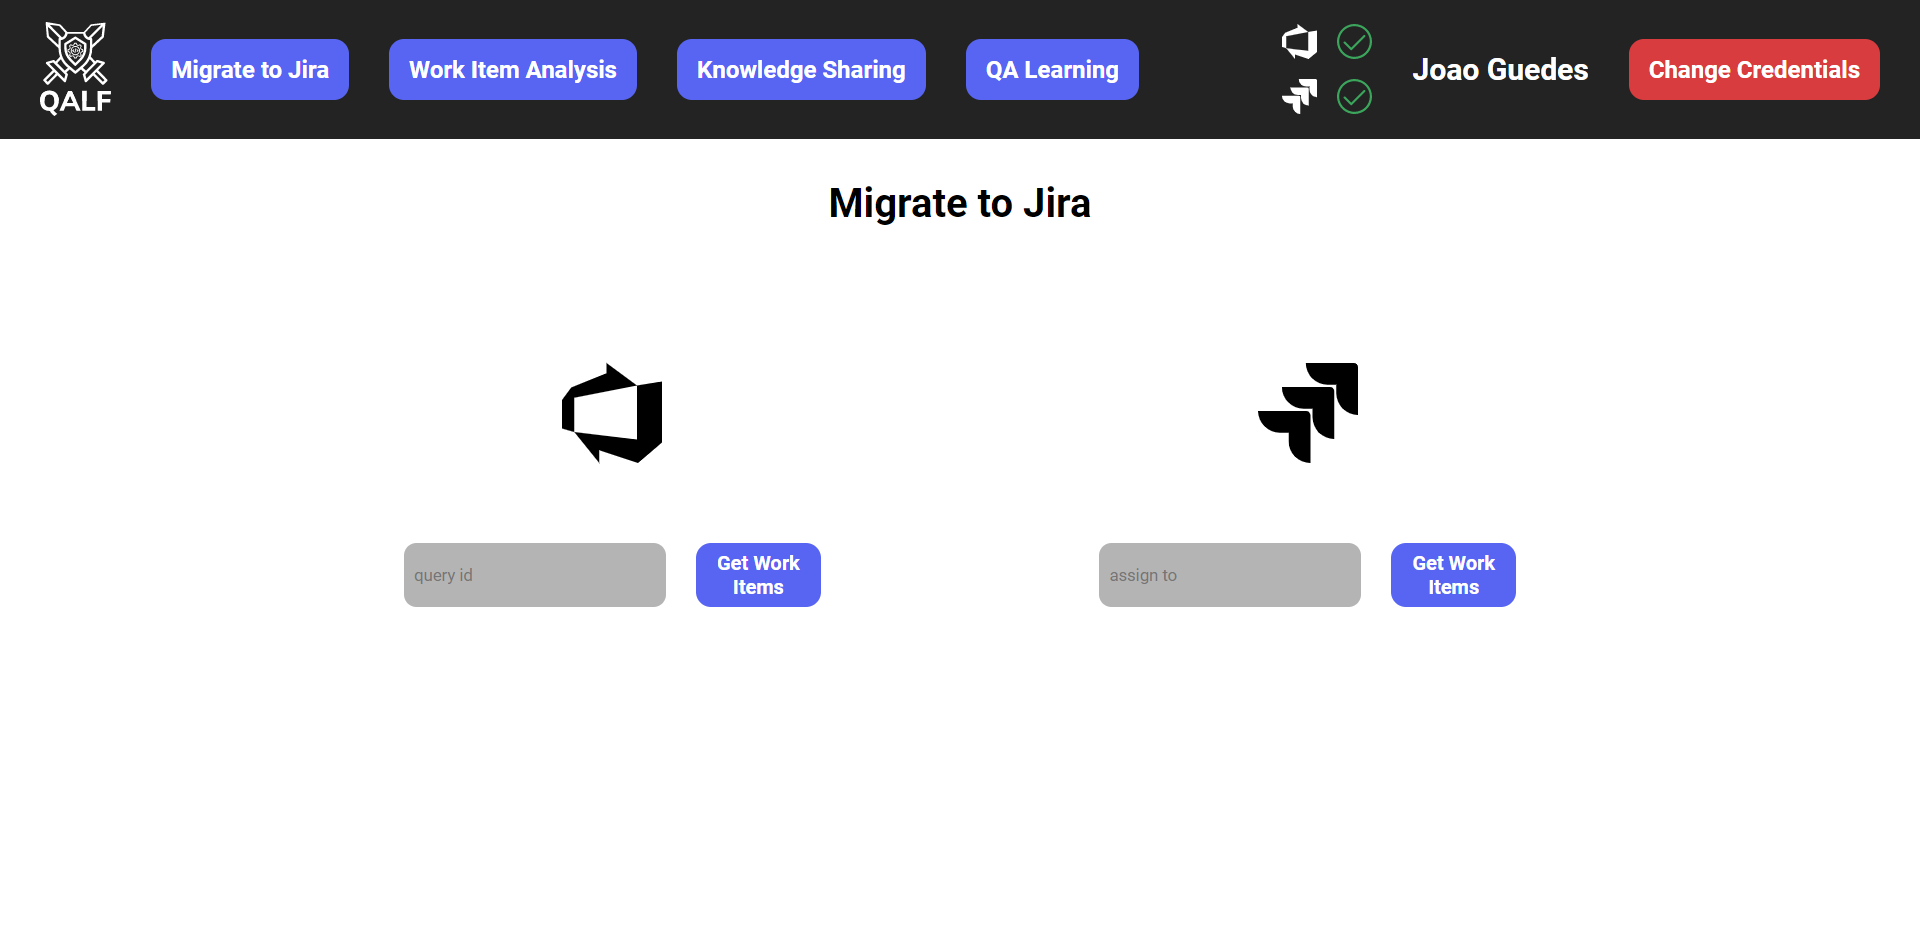 QALF
Migrate to Jira
Work Item Analysis
Knowledge Sharing
QA Learning
Joao Guedes
Change Credentials
Migrate to Jira
query id
Get Work
Items
assign to
Get Work
Items